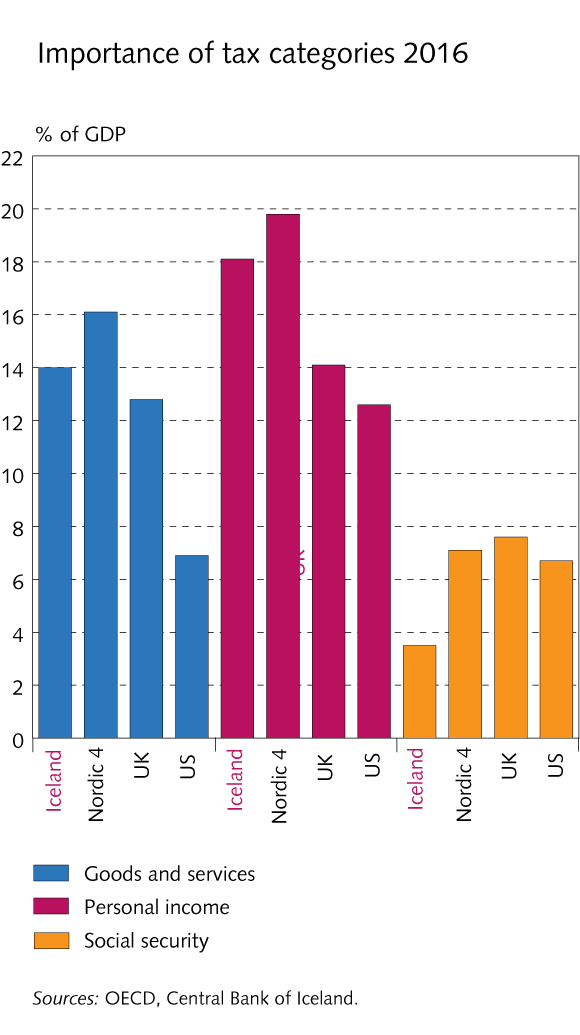 Importance of tax categories 2016
% of GDP
22
20
18
16
14
12
10
8
6
4
2
0
Iceland
Nordic 4
UK
US
Iceland
Nordic 4
UK
US
Iceland
Nordic 4
UK
US
UK
Goods and services
Personal income
Social security
Sources: OECD, Central Bank of Iceland.